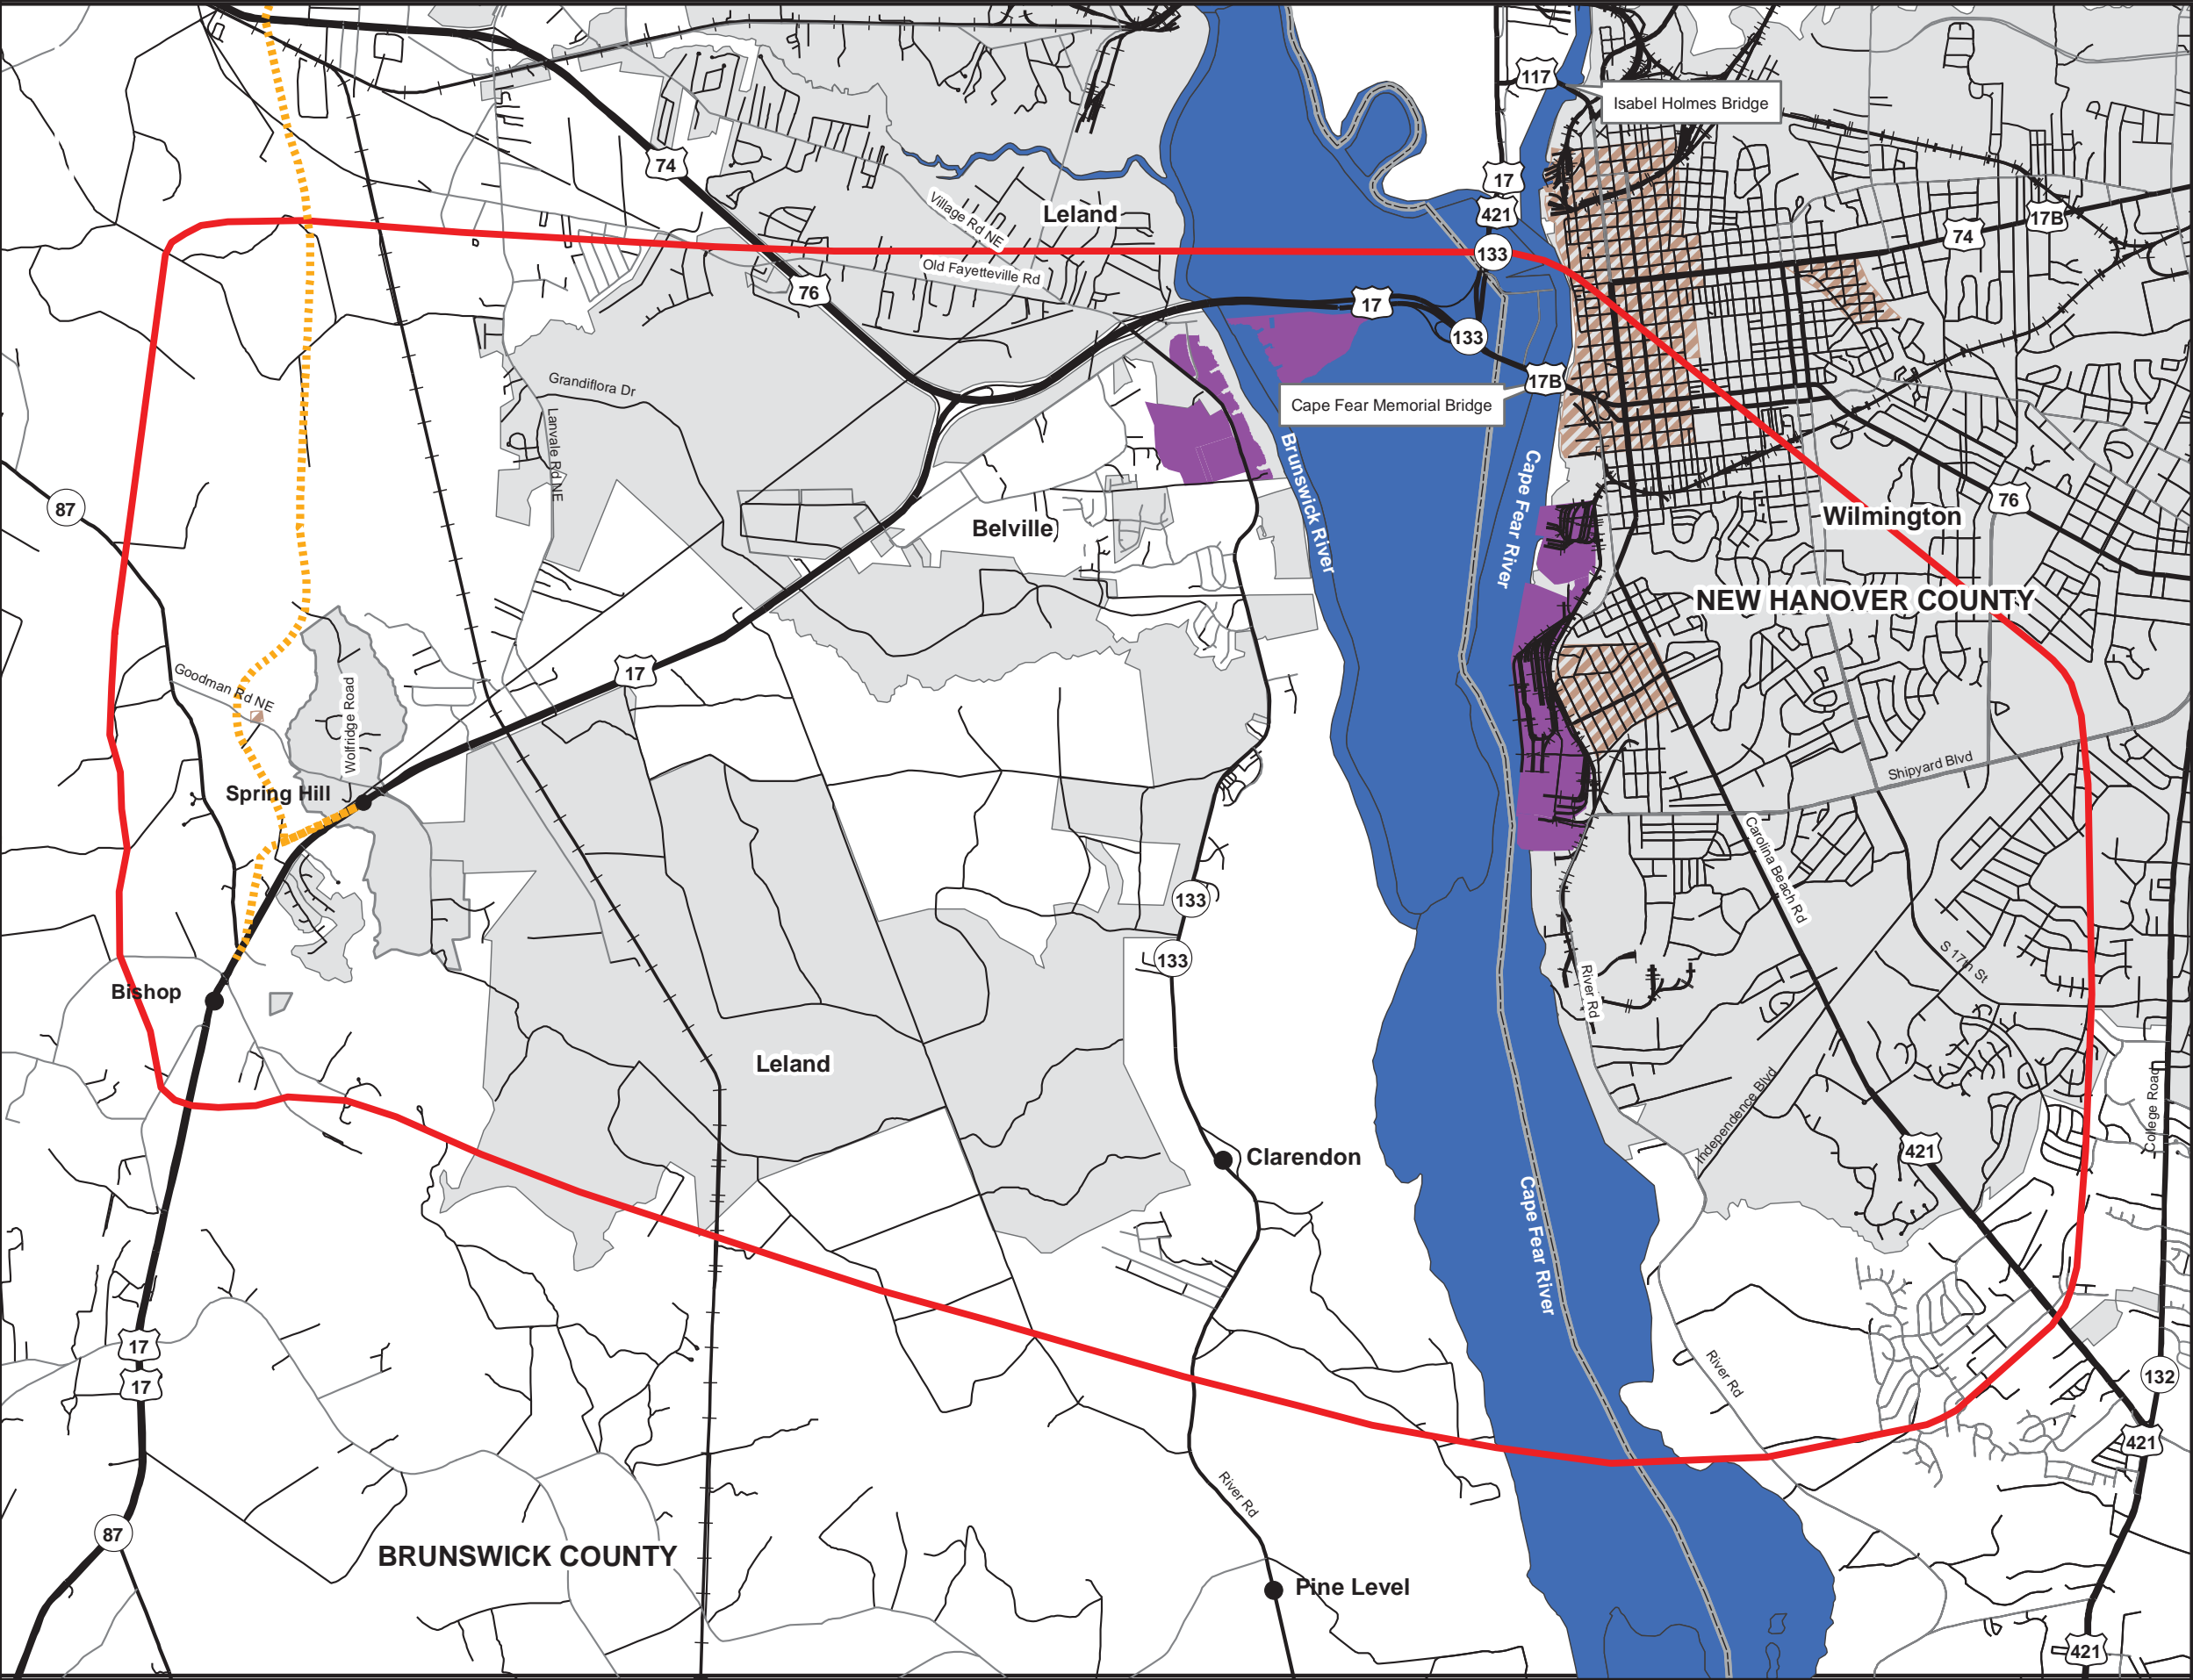 117
Isabel Holmes Bridge
74
17
Village Rd NE
Leland
421
17B
74
133
Old Fayetteville Rd
76
17
133
Grandiflora Dr
17B
Cape Fear Memorial Bridge
Lanvale Rd NE
Brunswick River
Cape Fear River
87
76
Wilmington
Belville
NEW HANOVER COUNTY
17
Goodman Rd NE
Wolfridge Road
Shipyard Blvd
Spring Hill
Carolina Beach Rd
133
133
S 17th St
River Rd
Bishop
Leland
Independence Blvd
College Road
421
Clarendon
Cape Fear River
17
River Rd
132
17
421
River Rd
87
BRUNSWICK COUNTY
Pine Level
421